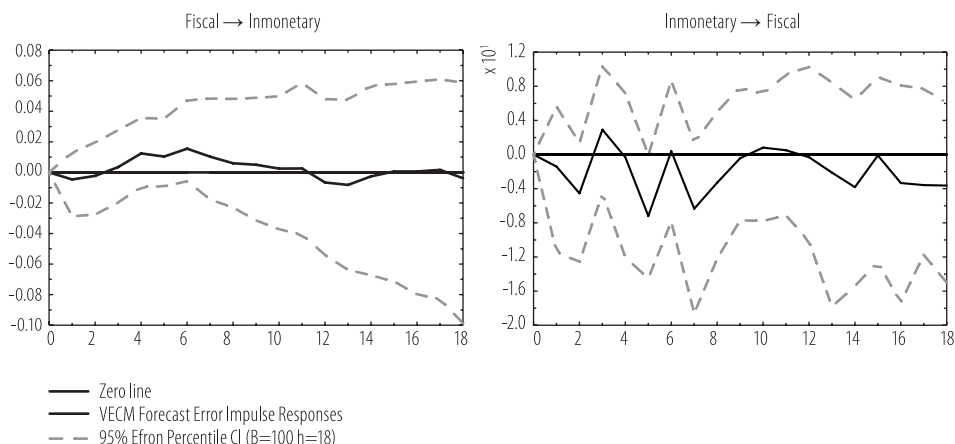 Fiscal → Inmonetary
0.08
0.06
0.04
0.02
0.00
−0.02
−0.04
−0.06
−0.08
−0.10
0 2 4 6 8 10 12 14 16 18
Inmonetary → Fiscal
x 10¹
1.2
0.8
0.4
0.0
−0.4
−0.8
−1.2
−1.6
−2.0
0 2 4 6 8 10 12 14 16 18
Zero line
VECM Forecast Error Impulse Responses
95% Efron Percentile CI (B=100 h=18)